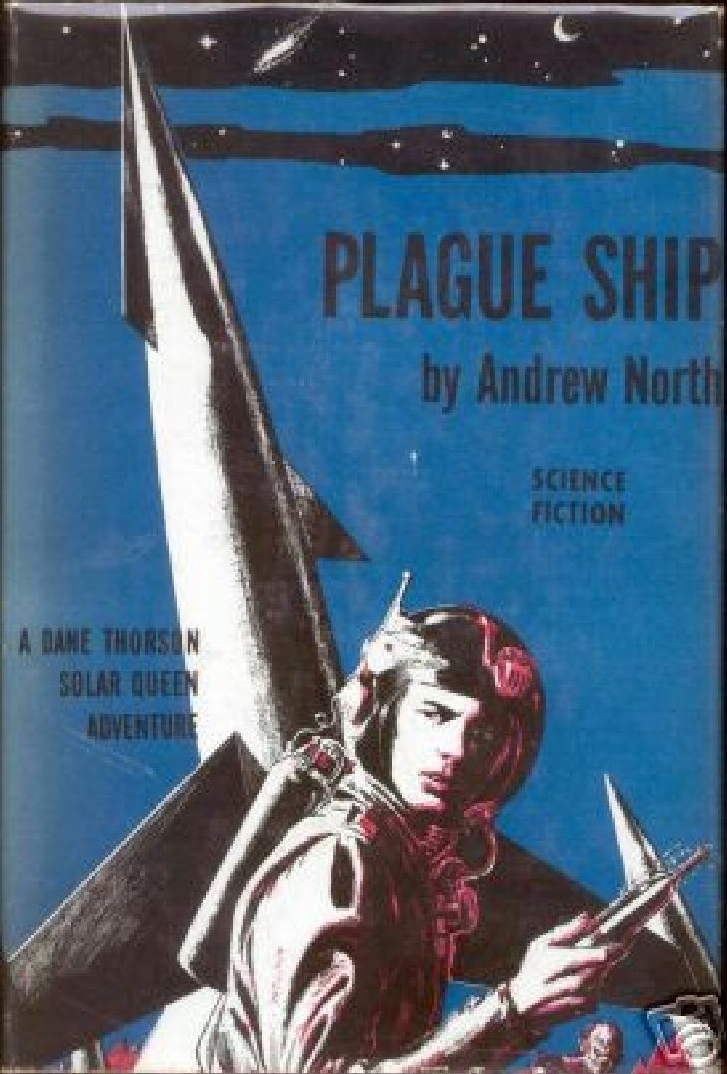 PLAGUE SHIP
by Andrew North
SCIENCE
FICTION
A DANE THORSON
SOLAR QUEEN
ADVENTURE